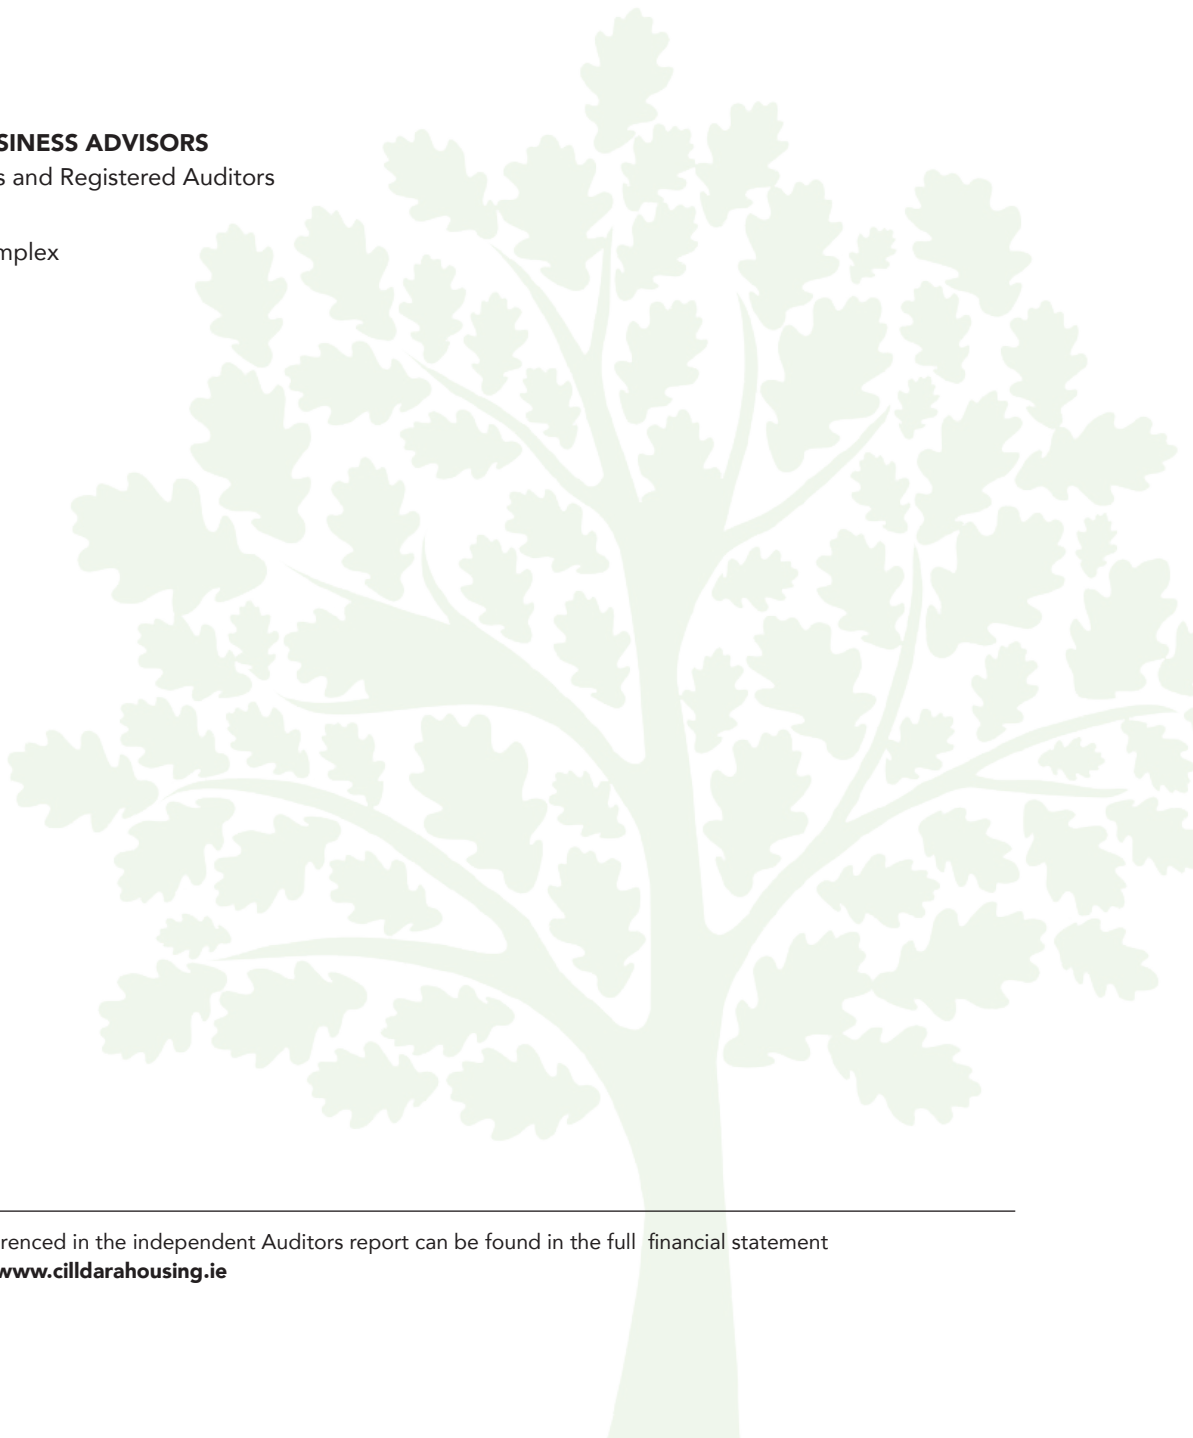 SINESS ADVISORS
s and Registered Auditors
mplex
renced in the independent Auditors report can be found in the full financial statement
www.cilldarahousing.ie